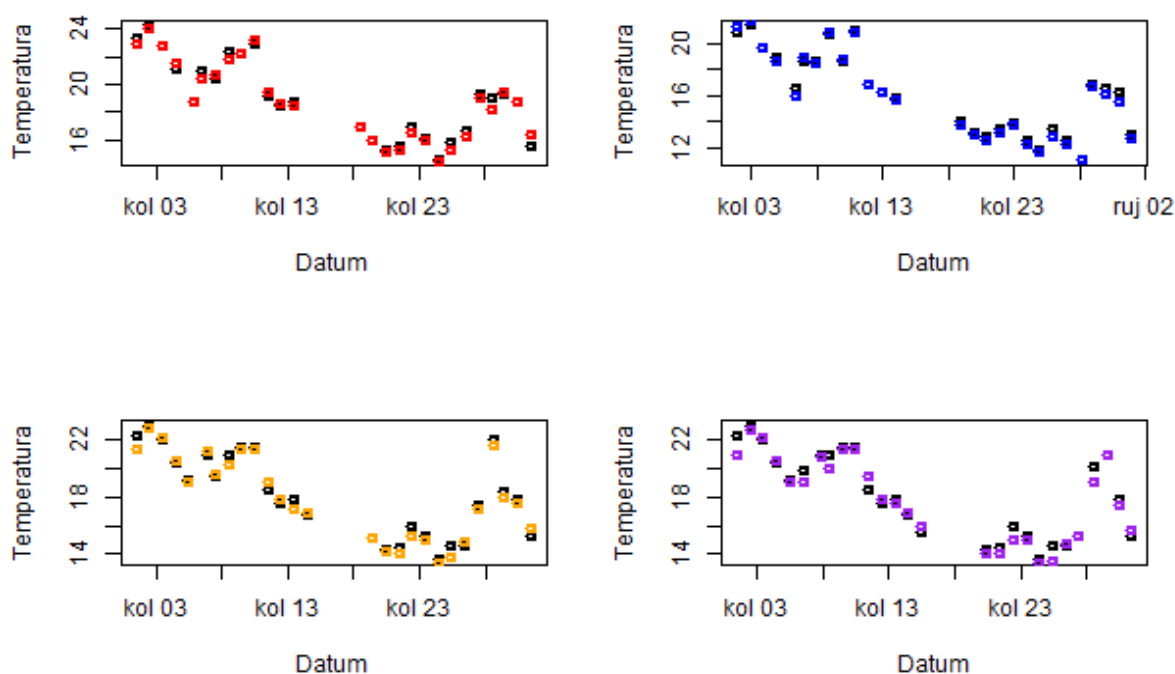 Temperatura
24
20
16
kol 03 kol 13 kol 23
Datum
Temperatura
20
16
12
kol 03 kol 13 kol 23 ruj 02
Datum
Temperatura
22
18
14
kol 03 kol 13 kol 23
Datum
Temperatura
22
18
14
kol 03 kol 13 kol 23
Datum